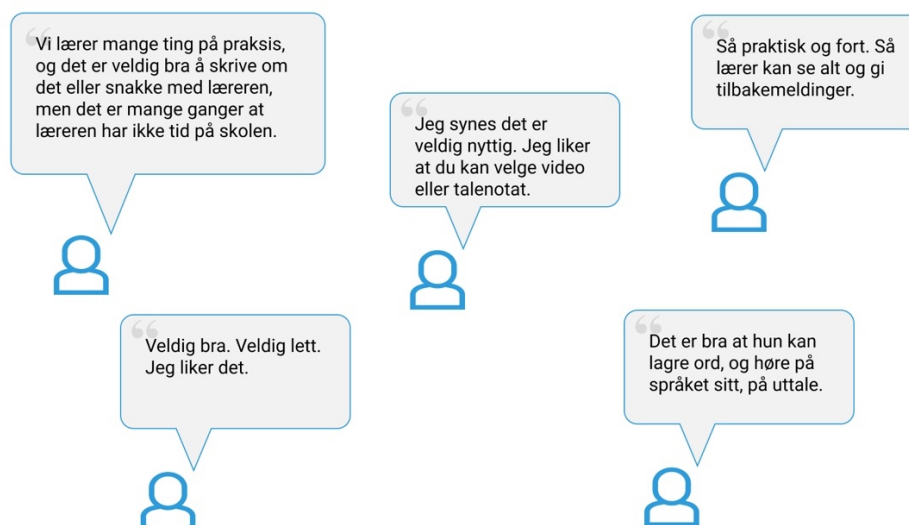 Vi lærer mange ting på praksis,
og det er veldig bra å skrive om
det eller snakke med læreren,
men det er mange ganger at
læreren har ikke tid på skolen.
Jeg synes det er
veldig nyttig. Jeg liker
at du kan velge video
eller talenotat.
Så praktisk og fort. Så
lærer kan se alt og gi
tilbakemeldinger.
Veldig bra. Veldig lett.
Jeg liker det.
Det er bra at hun kan
lagre ord, og høre på
språket sitt, på uttale.